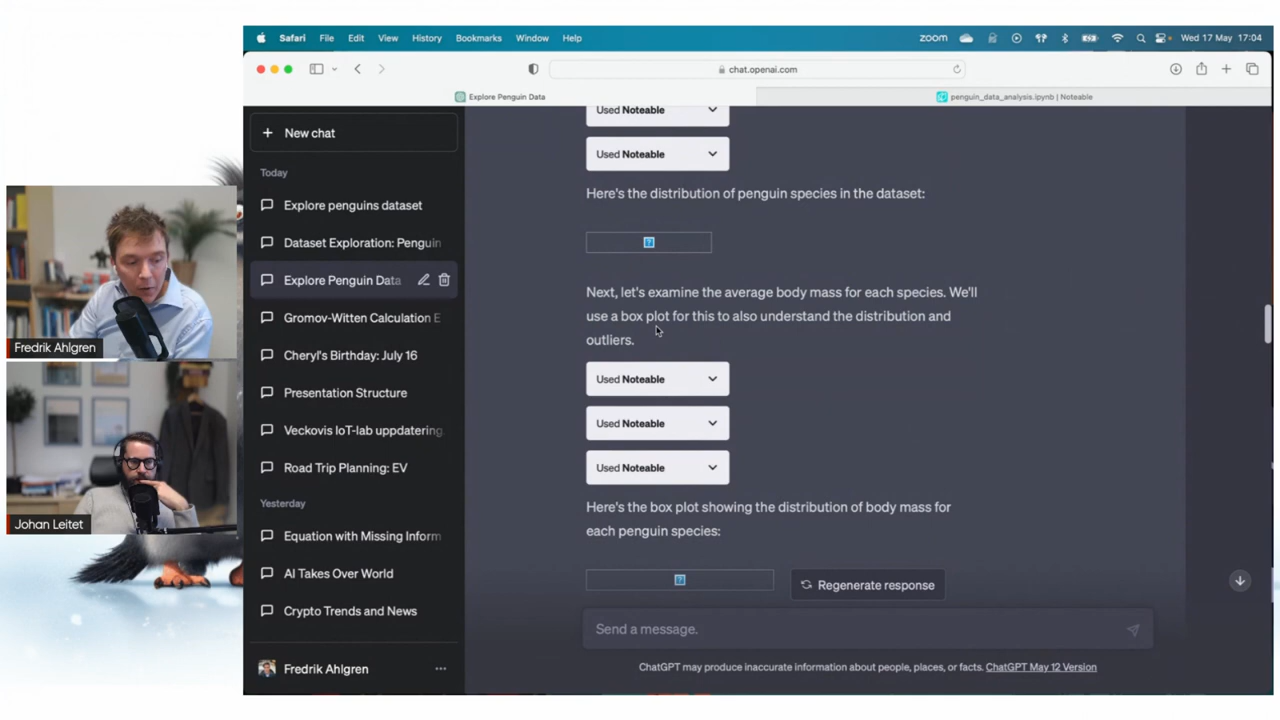 Safari File Edit View History Bookmarks Window Help
zoom Wed 17 May 17:04
chat.openai.com
Explore Penguin Data
penguin_data_analysis.ipynb | Noteable
New chat
Today
Explore penguins dataset
Dataset Exploration: Penguin
Explore Penguin Data
Gromov-Witten Calculation E
Cheryl's Birthday: July 16
Presentation Structure
Veckovis IoT-lab uppdatering
Road Trip Planning: EV
Yesterday
Equation with Missing Inform
AI Takes Over World
Crypto Trends and News
Fredrik Ahlgren
Used Noteable
Used Noteable
Here's the distribution of penguin species in the dataset:
Next, let's examine the average body mass for each species. We'll
use a box plot for this to also understand the distribution and
outliers.
Used Noteable
Used Noteable
Used Noteable
Here's the box plot showing the distribution of body mass for
each penguin species:
Regenerate response
Send a message.
ChatGPT may produce inaccurate information about people, places, or facts. ChatGPT May 12 Version
Fredrik Ahlgren
Johan Leitet